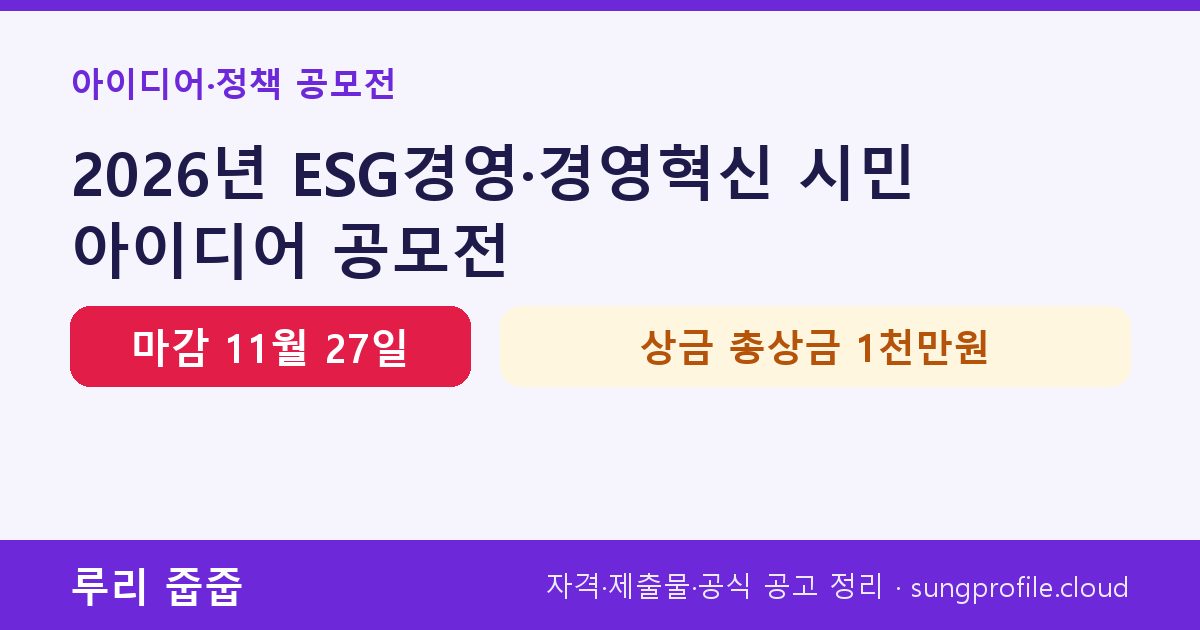 아이디어·정책 공모전
2026년 ESG경영·경영혁신 시민
아이디어 공모전
마감 11월 27일
상금 총상금 1천만원
루리 줍줍
자격·제출물·공식 공고 정리 · sungprofile.cloud